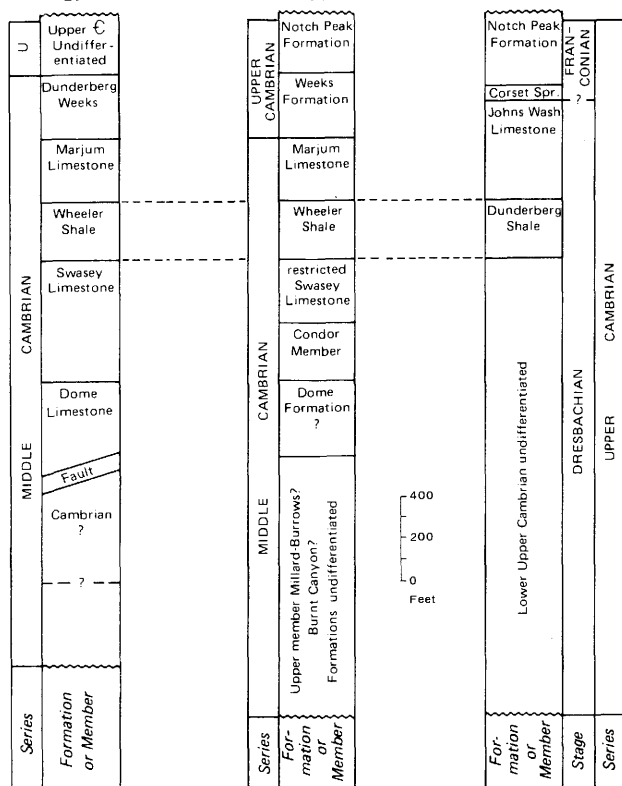 U
Upper Є
Undiffer-
entiated
Dunderberg
Weeks
Marjum
Limestone
Wheeler
Shale
Swasey
Limestone
Dome
Limestone
Fault
Cambrian
?
?
MIDDLE CAMBRIAN
Series
Formation
or Member
UPPER
CAMBRIAN
Notch Peak
Formation
Weeks
Formation
Marjum
Limestone
Wheeler
Shale
restricted
Swasey
Limestone
Condor
Member
Dome
Formation
?
Upper member Millard-Burrows?
Burnt Canyon?
Formations undifferentiated
MIDDLE CAMBRIAN
Series
For-
mation
or
Member
400
200
0
Feet
Notch Peak
Formation
Corset Spr.
Johns Wash
Limestone
Dunderberg
Shale
Lower Upper Cambrian undifferentiated
For-
mation
or
Member
FRAN-
CONIAN
?
DRESBACHIAN
Stage
UPPER CAMBRIAN
Series